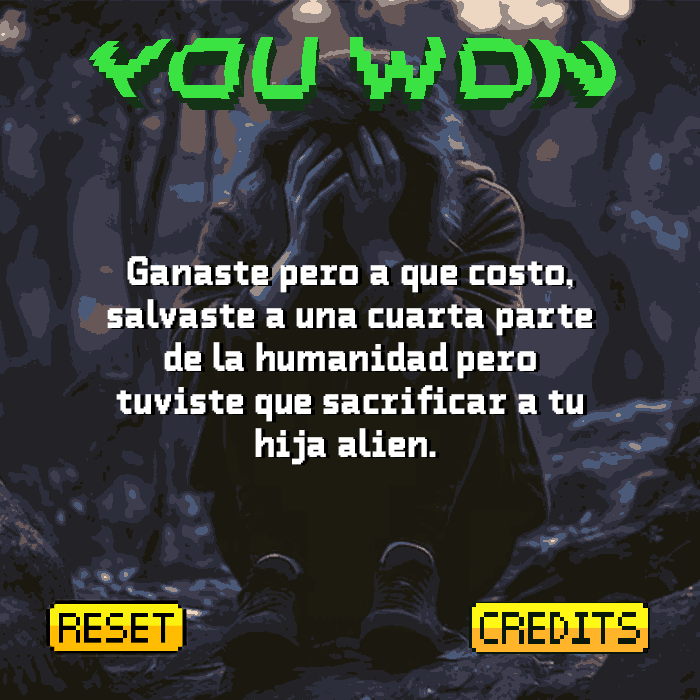 YOU WON
Ganaste pero a que costo,
salvaste a una cuarta parte
de la humanidad pero
tuviste que sacrificar a tu
hija alien.
RESET
CREDITS